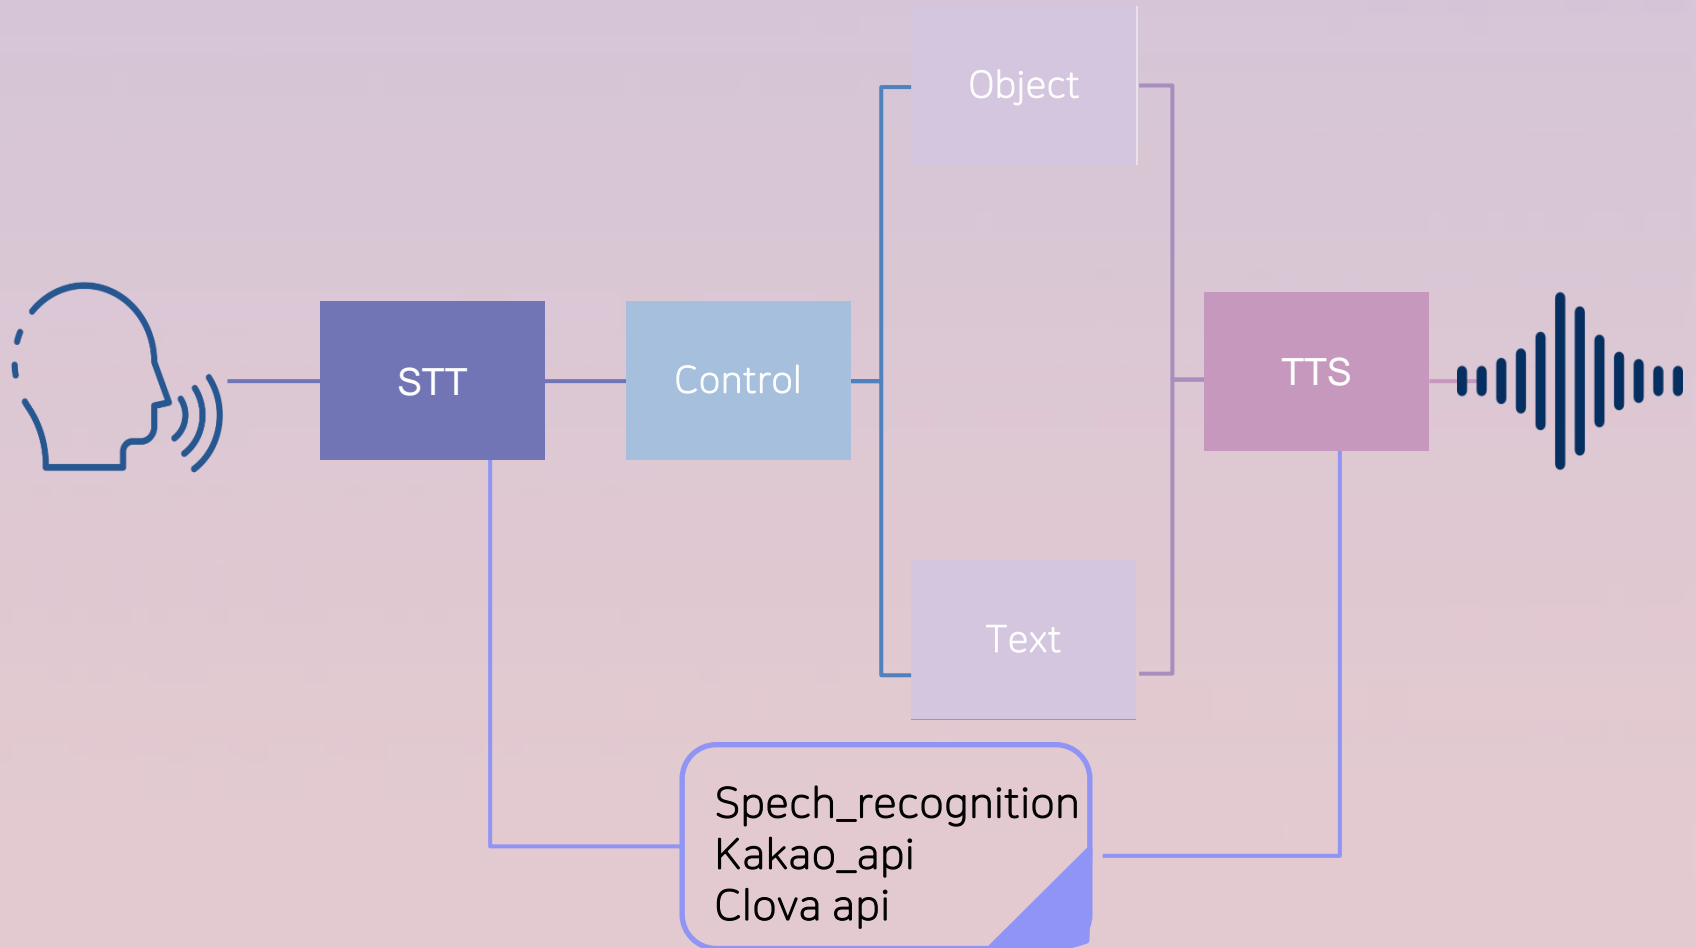 Object
STT
Control
TTS
Text
Spech_recognition
Kakao_api
Clova api